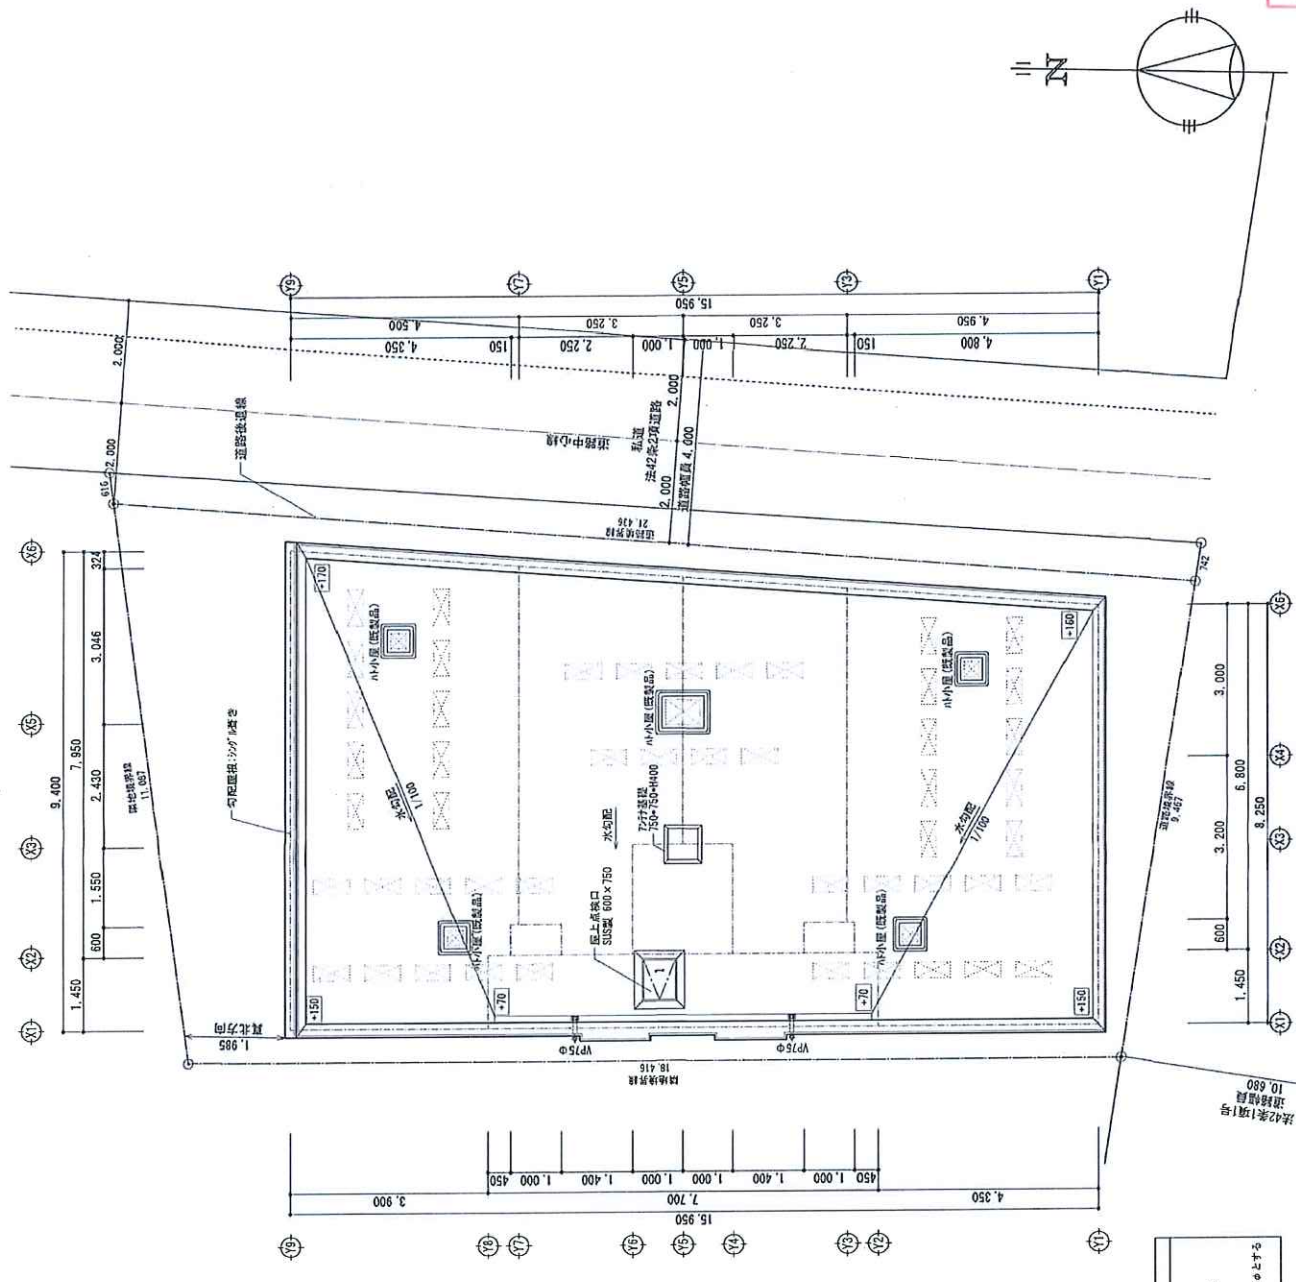 N
Y9
Y7
Y5
Y3
Y1
15.950
4.500
3.250
3.250
4.950
4.350
150
2.250
1.000
1.000
2.250
150
4.800
2.000
2.000
616
道路後退線
道路中心線
私道
法42条2項道路
2.000
2.000
道路幅員 4.000
道路境界線
21.436
742
X6
X5
X3
X2
X1
9.400
7.950
1.450
324
3.046
2.430
1.550
600
隣地境界線
11.067
勾配屋根:シングル葺き
真北方向
1.985
+170
+160
+150
+150
+70
+70
ハト小屋(既製品)
ハト小屋(既製品)
ハト小屋(既製品)
ハト小屋(既製品)
ハト小屋(既製品)
水勾配
1/100
水勾配
水勾配
1/100
アンテナ基礎
750×750×H400
屋上点検口
SUS製 600×750
1
VP75Φ
VP75Φ
隣地境界線
18.416
道路境界線
9.467
X6
X4
X3
X2
X1
3.000
3.200
600
6.800
1.450
8.250
法42条1項1号
道路幅員
10.680
450
1.000
1.400
1.000
1.000
1.400
1.000
450
3.900
7.700
4.350
15.950
Y9
Y8
Y7
Y6
Y5
Y4
Y3
Y2
Y1
φとする